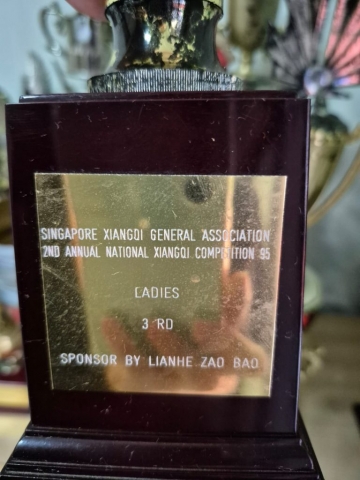 SINGAPORE XIANGQI GENERAL ASSOCIATION
2ND ANNUAL NATIONAL XIANGQI COMPETITION 95
LADIES
3 RD
SPONSOR BY LIANHE ZAO BAO